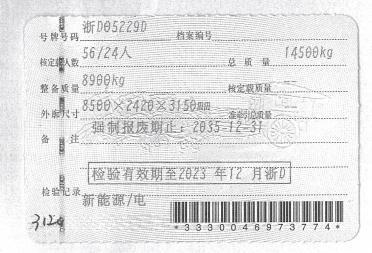 号牌号码 浙D05229D 档案编号
核定载人数 56/24人 总质量 14500kg
整备质量 8900kg 核定载质量 --
外廓尺寸 8500×2420×3150mm 准牵引总质量 --
备注 强制报废期止: 2035-12-31
检验有效期至2023年12月浙D
检验记录
新能源/电
*3330046973774*